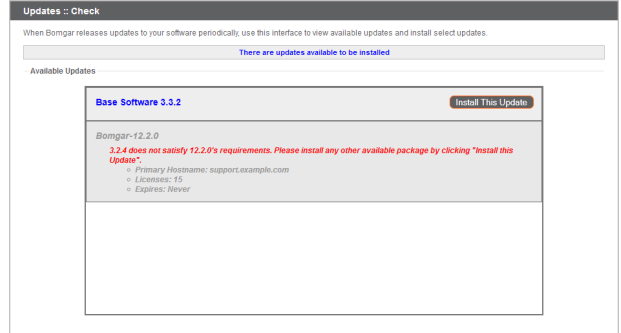 Updates :: Check
When Bomgar releases updates to your software periodically, use this interface to view available updates and install select updates.
There are updates available to be installed
Available Updates
Base Software 3.3.2
Install This Update
Bomgar-12.2.0
3.2.4 does not satisfy 12.2.0's requirements. Please install any other available package by clicking "Install this
Update".
Primary Hostname: support.example.com
Licenses: 15
Expires: Never